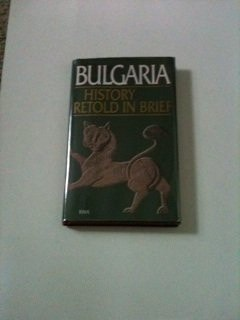 BULGARIA
HISTORY
RETOLD IN BRIEF